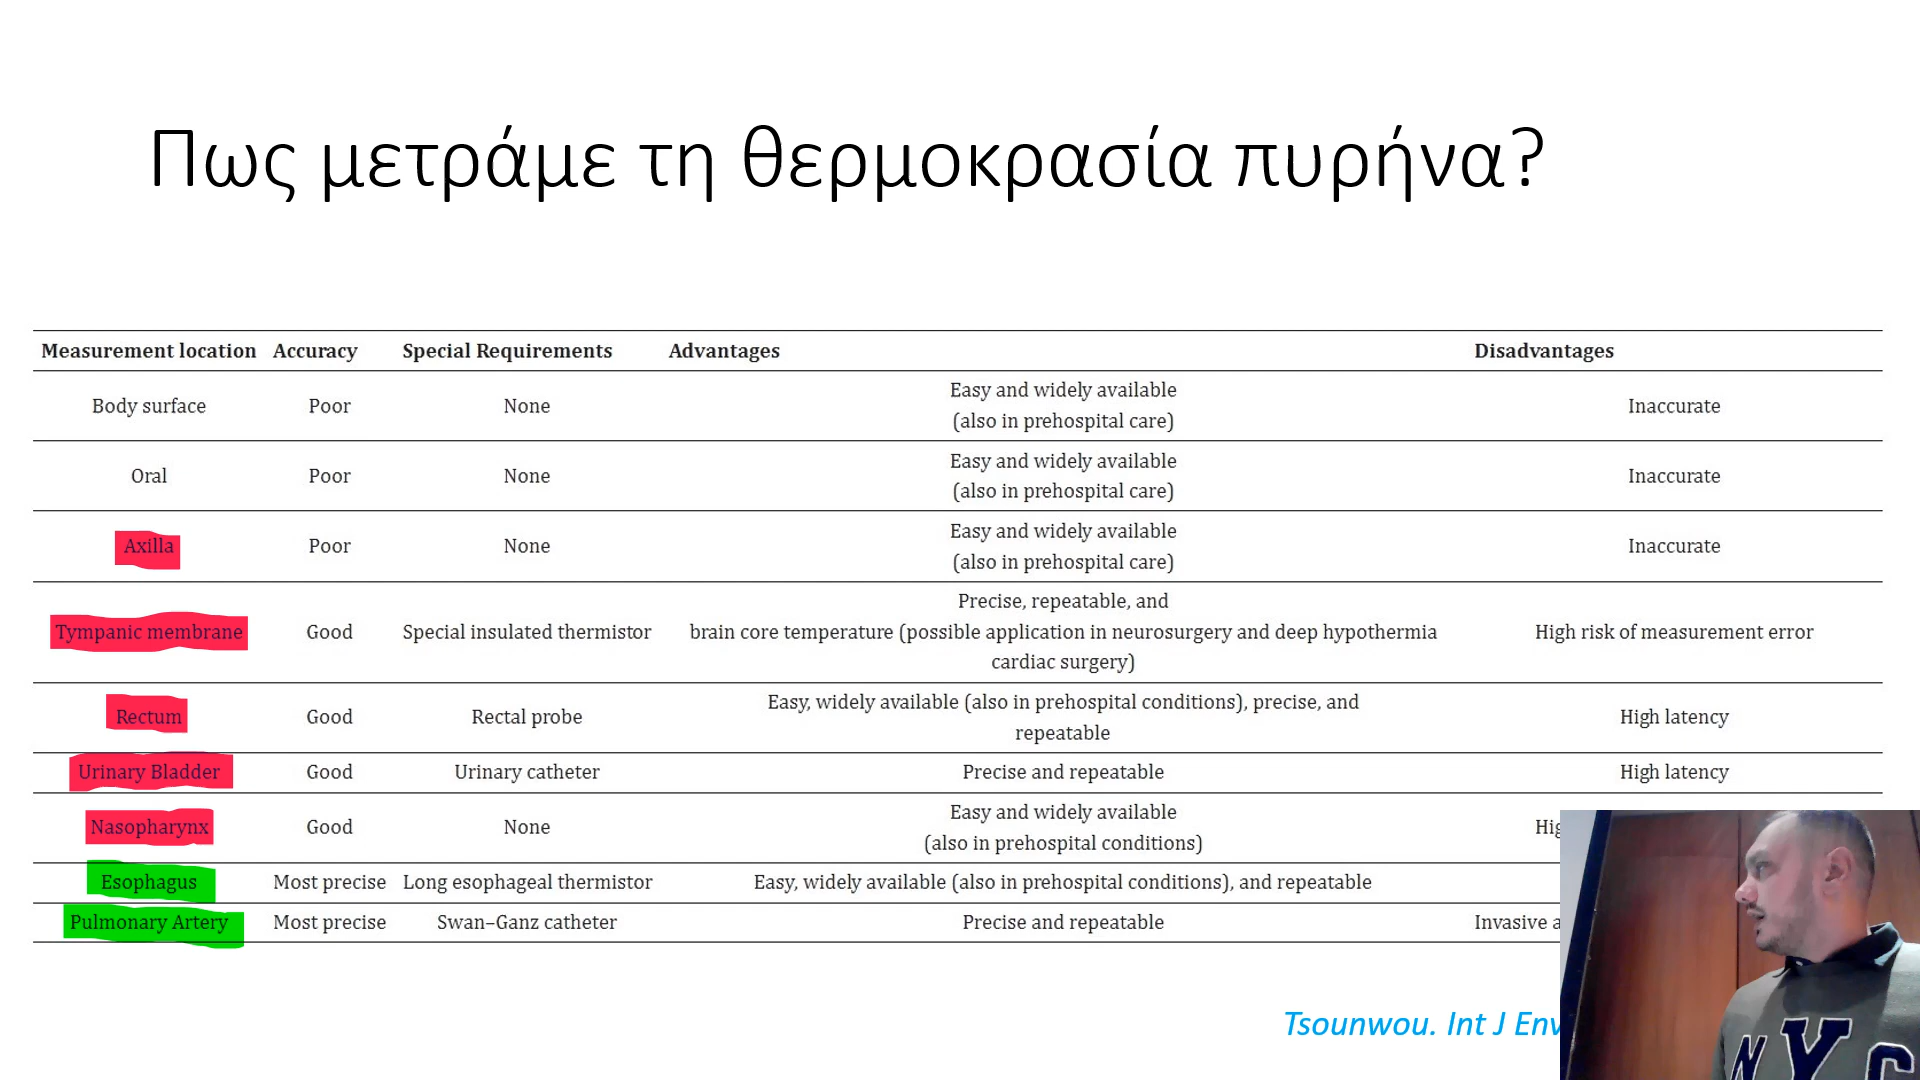 Πως μετράμε τη θερμοκρασία πυρήνα?
Measurement location Accuracy Special Requirements Advantages Disadvantages
Body surface Poor None Easy and widely available (also in prehospital care) Inaccurate
Oral Poor None Easy and widely available (also in prehospital care) Inaccurate
Axilla Poor None Easy and widely available (also in prehospital care) Inaccurate
Tympanic membrane Good Special insulated thermistor Precise, repeatable, and brain core temperature (possible application in neurosurgery and deep hypothermia cardiac surgery) High risk of measurement error
Rectum Good Rectal probe Easy, widely available (also in prehospital conditions), precise, and repeatable High latency
Urinary Bladder Good Urinary catheter Precise and repeatable High latency
Nasopharynx Good None Easy and widely available (also in prehospital conditions)
Esophagus Most precise Long esophageal thermistor Easy, widely available (also in prehospital conditions), and repeatable
Pulmonary Artery Most precise Swan–Ganz catheter Precise and repeatable Invasive
Tsounwou. Int J Env
NYC